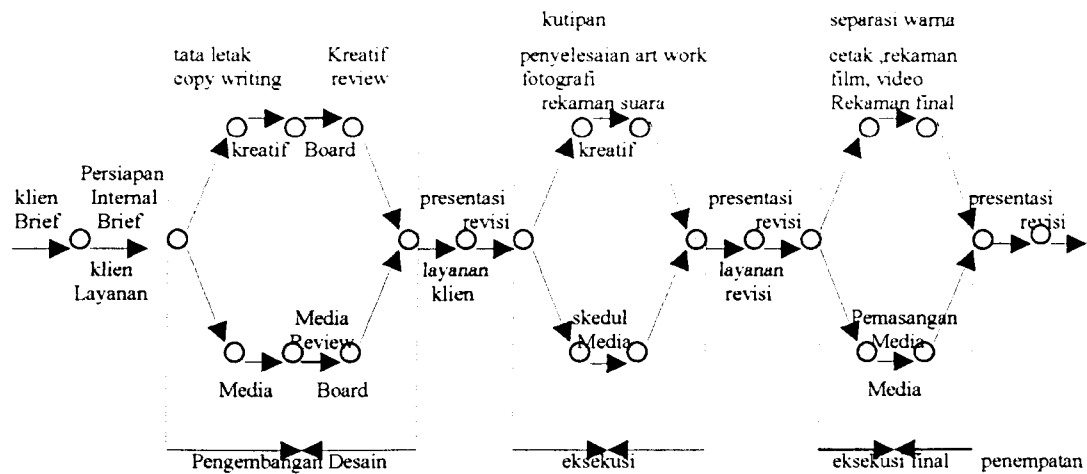 kutipan
separasi warna
tata letak
copy writing
Kreatif
review
penyelesaian art work
fotografi
rekaman suara
cetak ,rekaman
film, video
Rekaman final
kreatif
Board
kreatif
klien
Brief
Persiapan
Internal
Brief
presentasi
revisi
presentasi
revisi
presentasi
revisi
klien
Layanan
layanan
klien
layanan
revisi
Media
Review
skedul
Media
Pemasangan
Media
Media
Board
Media
Pengembangan Desain
eksekusi
eksekusi final
penempatan